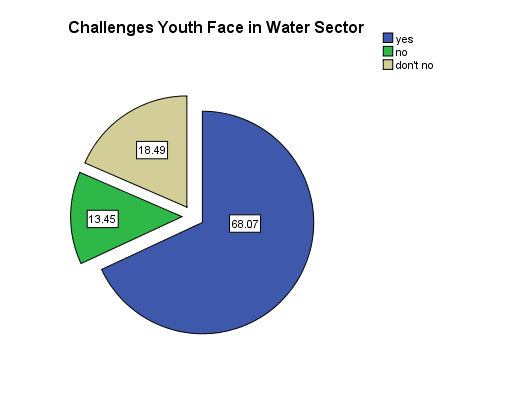 Challenges Youth Face in Water Sector
yes
no
don't no
18.49
13.45
68.07